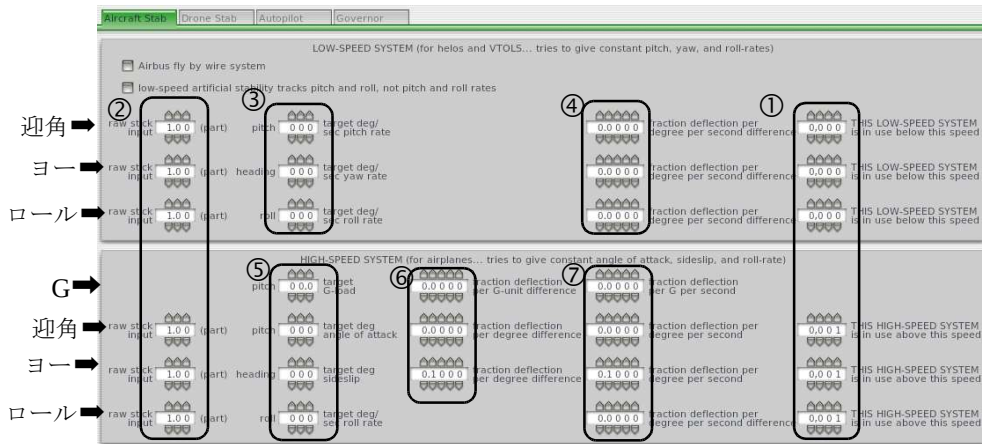 Aircraft Stab Drone Stab Autopilot Governor
LOW-SPEED SYSTEM (for helos and VTOLS... tries to give constant pitch, yaw, and roll-rates)
Airbus fly by wire system
low-speed artificial stability tracks pitch and roll, not pitch and roll rates
② ③ ④ ①
迎角 raw stick input 1.00 (part) pitch 000 target deg/ sec pitch rate 0.0000 fraction deflection per degree per second difference 0,000 THIS LOW-SPEED SYSTEM is in use below this speed
ヨー raw stick input 1.00 (part) heading 000 target deg/ sec yaw rate 0.0000 fraction deflection per degree per second difference 0,000 THIS LOW-SPEED SYSTEM is in use below this speed
ロール raw stick input 1.00 (part) roll 000 target deg/ sec roll rate 0.0000 fraction deflection per degree per second difference 0,000 THIS LOW-SPEED SYSTEM is in use below this speed
HIGH-SPEED SYSTEM (for airplanes... tries to give constant angle of attack, sideslip, and roll-rate)
⑤ ⑥ ⑦
G pitch 00.0 target G-load 0.0000 fraction deflection per G-unit difference 0.0000 fraction deflection per G per second
迎角 raw stick input 1.00 (part) pitch 000 target deg angle of attack 0.0000 fraction deflection per degree difference 0.0000 fraction deflection per degree per second 0,001 THIS HIGH-SPEED SYSTEM is in use above this speed
ヨー raw stick input 1.00 (part) heading 000 target deg sideslip 0.1000 fraction deflection per degree difference 0.1000 fraction deflection per degree per second 0,001 THIS HIGH-SPEED SYSTEM is in use above this speed
ロール raw stick input 1.00 (part) roll 000 target deg/ sec roll rate 0.0000 fraction deflection per degree per second 0,001 THIS HIGH-SPEED SYSTEM is in use above this speed